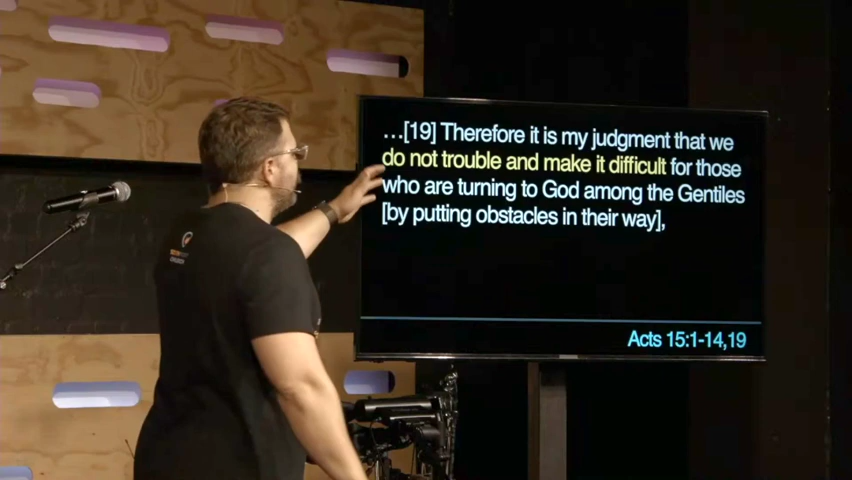 ...[19] Therefore it is my judgment that we
do not trouble and make it difficult for those
who are turning to God among the Gentiles
[by putting obstacles in their way],
Acts 15:1-14,19